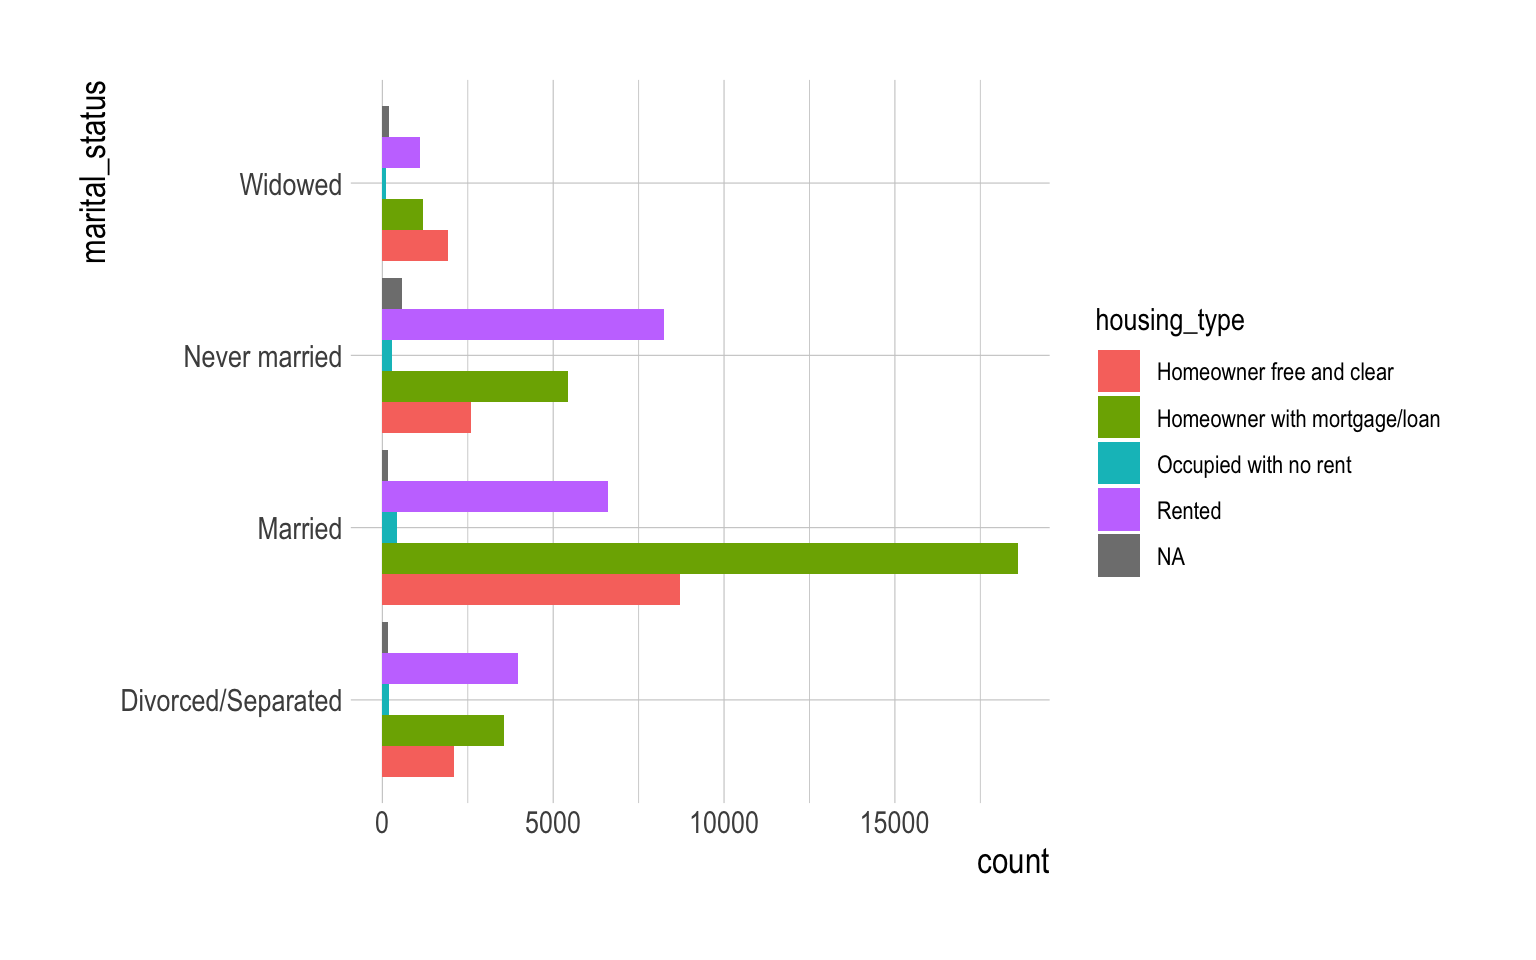 marital_status
Widowed
Never married
Married
Divorced/Separated
0 5000 10000 15000
count
housing_type
Homeowner free and clear
Homeowner with mortgage/loan
Occupied with no rent
Rented
NA